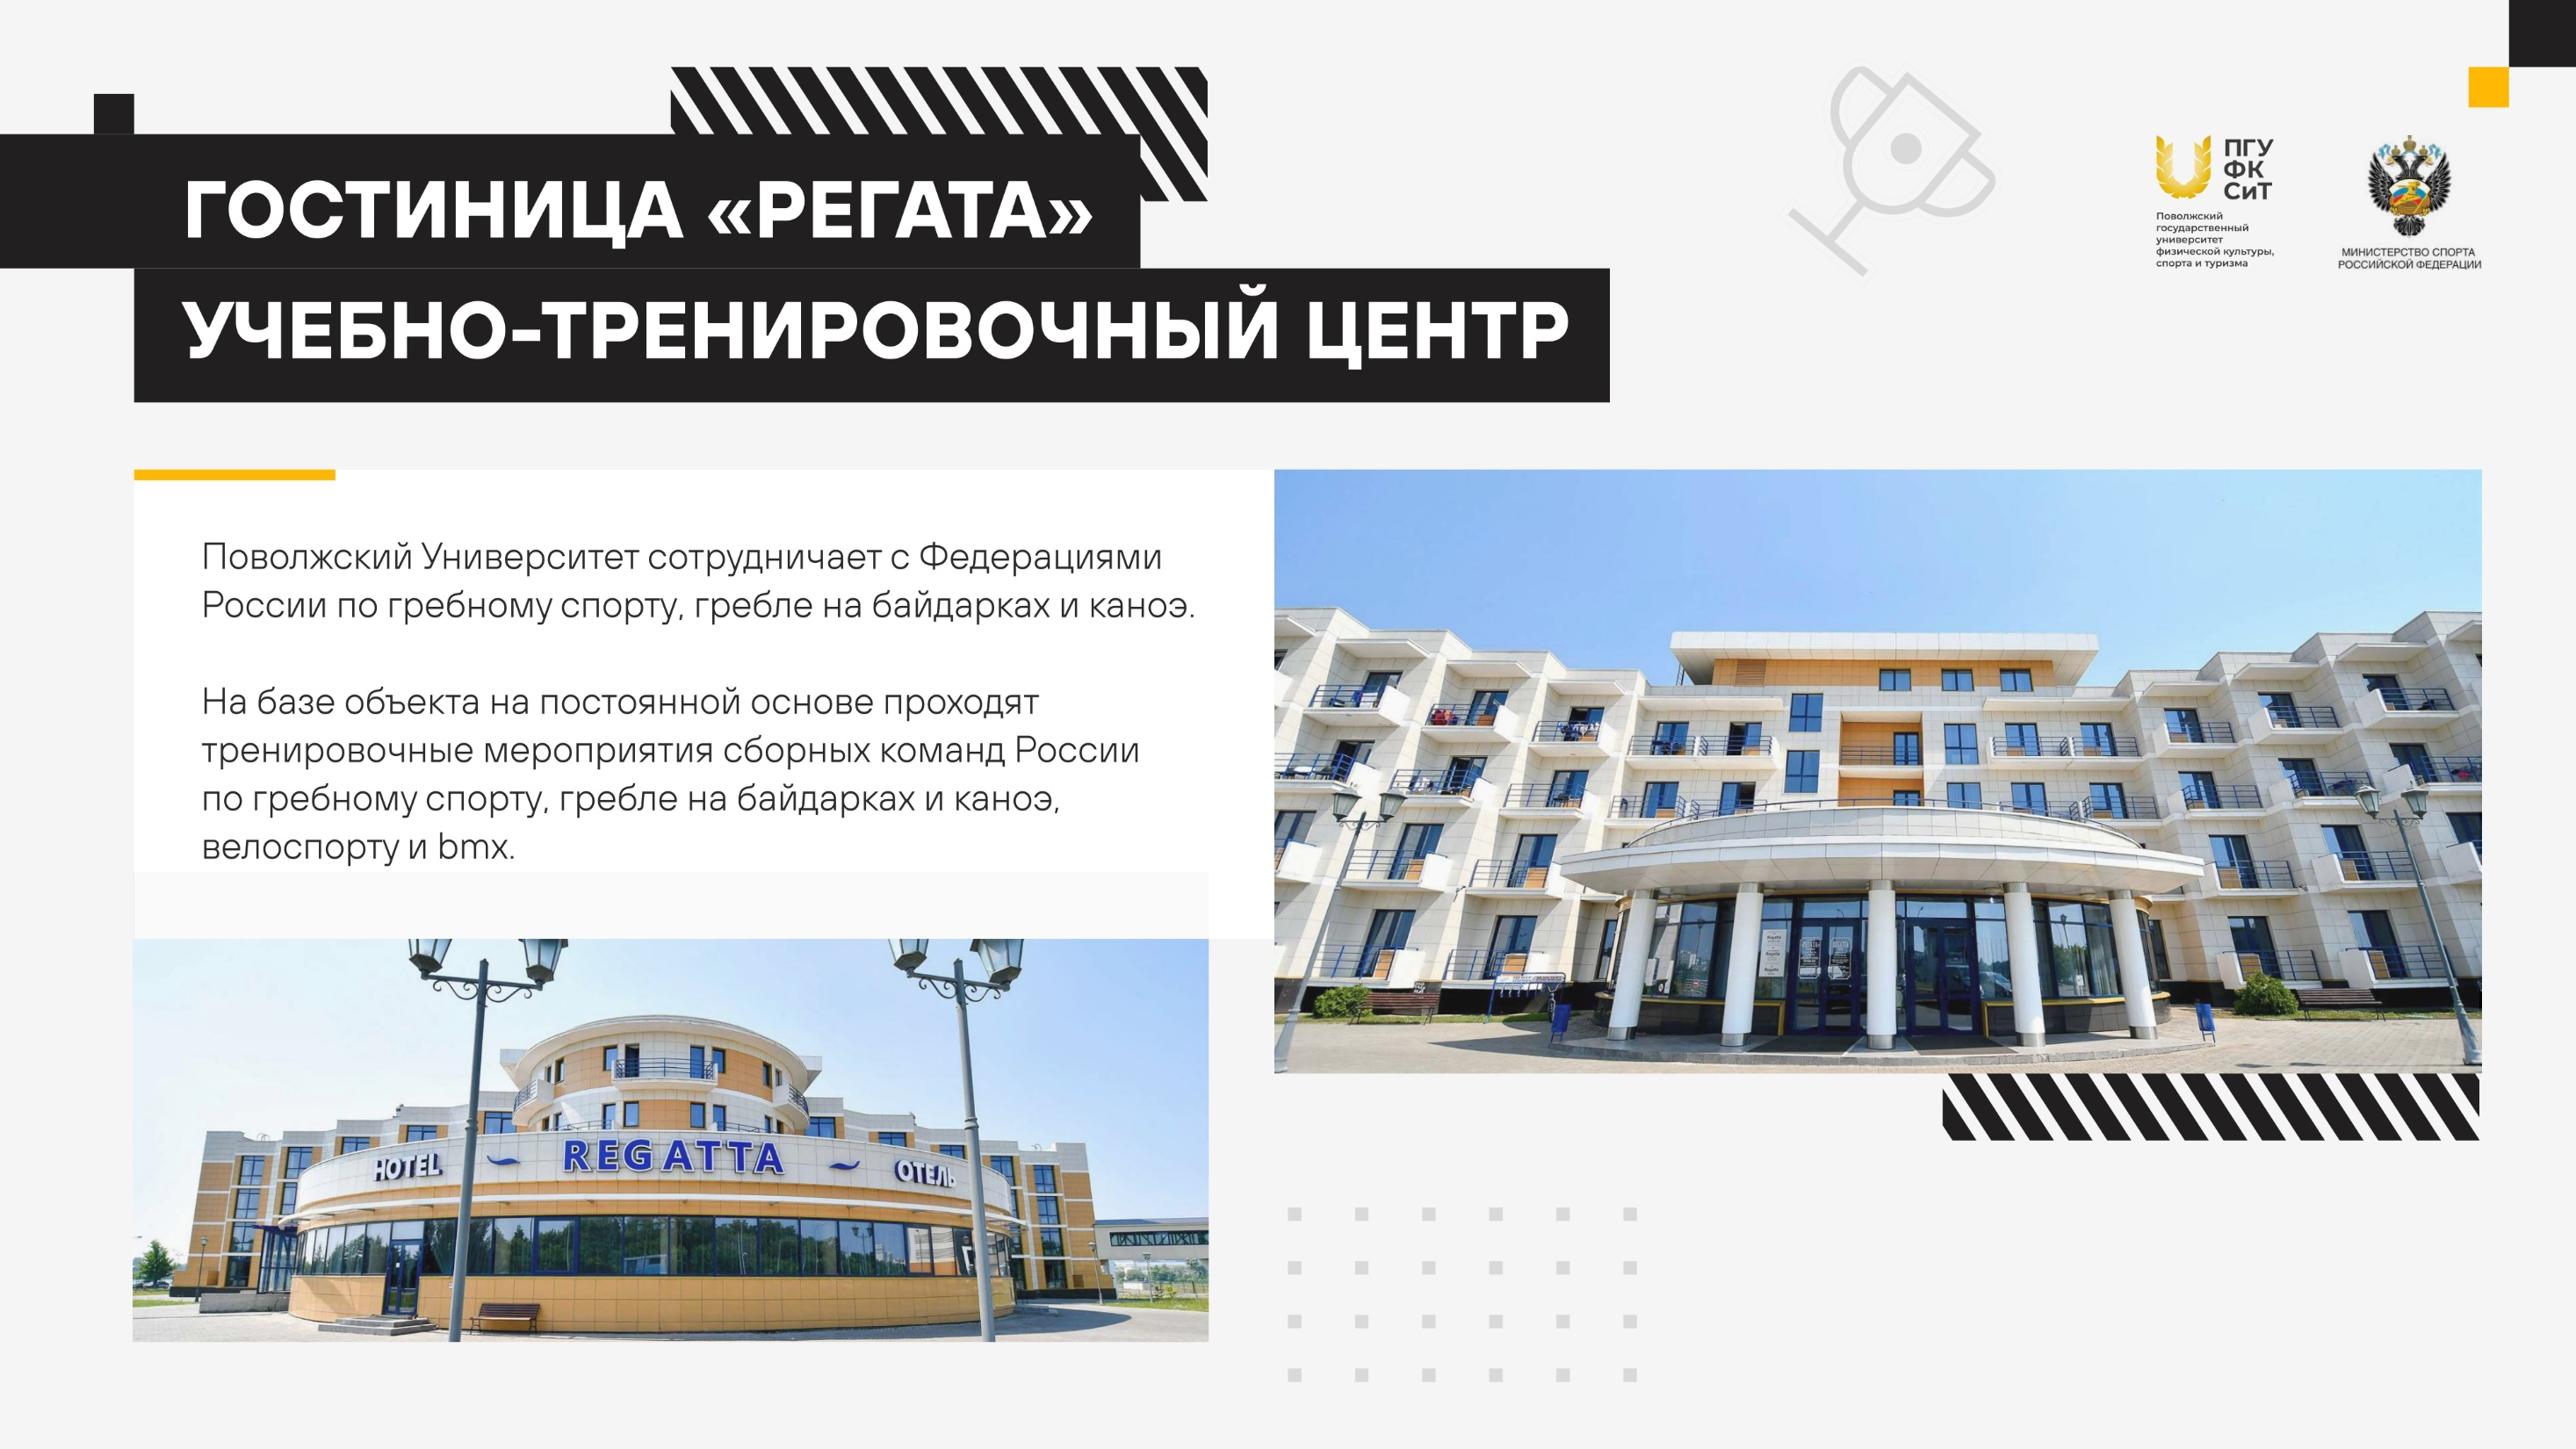 ГОСТИНИЦА «РЕГАТА»
УЧЕБНО-ТРЕНИРОВОЧНЫЙ ЦЕНТР
ПГУ
ФК
СиТ
Поволжский
государственный
университет
физической культуры,
спорта и туризма
МИНИСТЕРСТВО СПОРТА
РОССИЙСКОЙ ФЕДЕРАЦИИ
Поволжский Университет сотрудничает с Федерациями
России по гребному спорту, гребле на байдарках и каноэ.
На базе объекта на постоянной основе проходят
тренировочные мероприятия сборных команд России
по гребному спорту, гребле на байдарках и каноэ,
велоспорту и bmx.
HOTEL REGATTA ОТЕЛЬ